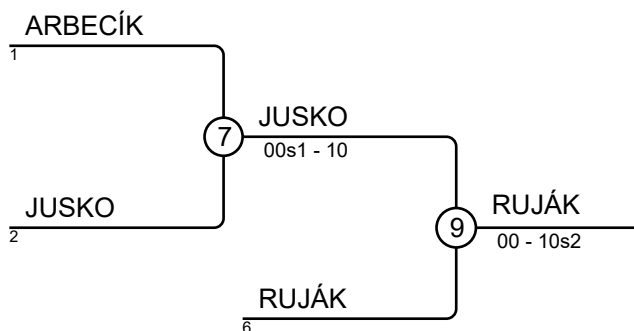 ARBECÍK
1
7
JUSKO
00s1 - 10
JUSKO
2
9
RUJÁK
00 - 10s2
RUJÁK
6